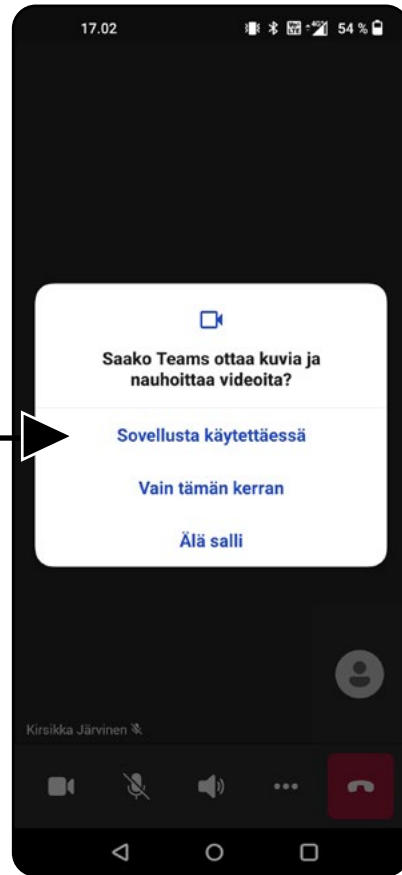 17.02 54 %
Saako Teams ottaa kuvia ja
nauhoittaa videoita?
Sovellusta käytettäessä
Vain tämän kerran
Älä salli
Kirsikka Järvinen